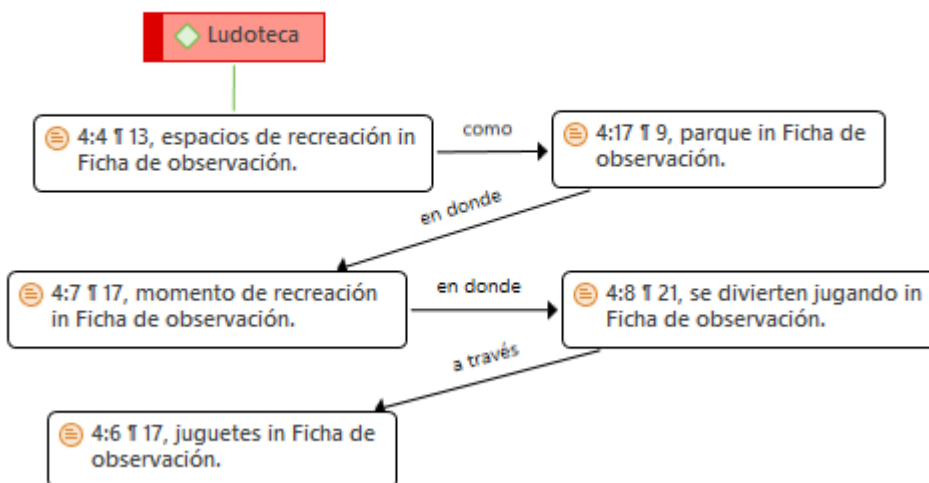 Ludoteca
4:4 ¶ 13, espacios de recreación in
Ficha de observación.
como
4:17 ¶ 9, parque in Ficha de
observación.
en donde
4:7 ¶ 17, momento de recreación
in Ficha de observación.
en donde
4:8 ¶ 21, se divierten jugando in
Ficha de observación.
a través
4:6 ¶ 17, juguetes in Ficha de
observación.